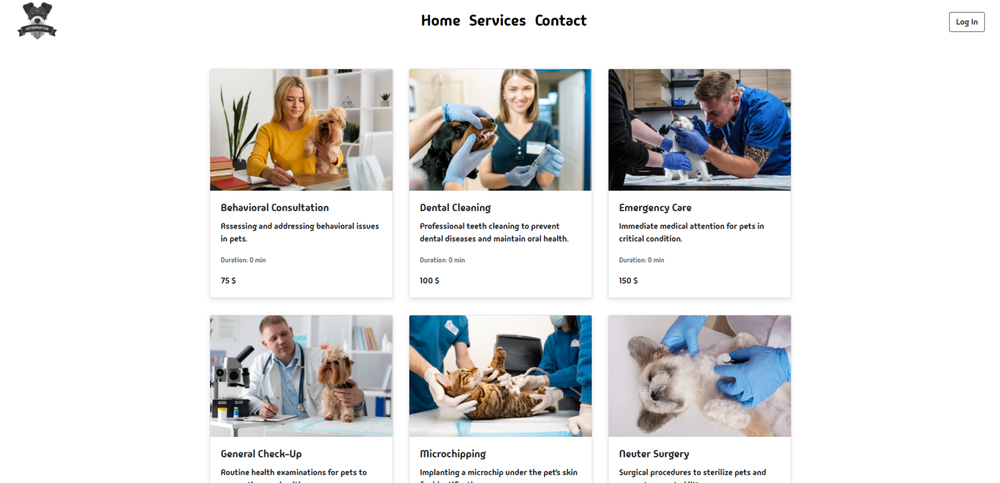 VETERINATOR
Home Services Contact
Log In
Behavioral Consultation
Assessing and addressing behavioral issues
in pets.
Duration: 0 min
75 $
Dental Cleaning
Professional teeth cleaning to prevent
dental diseases and maintain oral health.
Duration: 0 min
100 $
Emergency Care
Immediate medical attention for pets in
critical condition.
Duration: 0 min
150 $
General Check-Up
Routine health examinations for pets to
Microchipping
Implanting a microchip under the pet's skin
Neuter Surgery
Surgical procedures to sterilize pets and